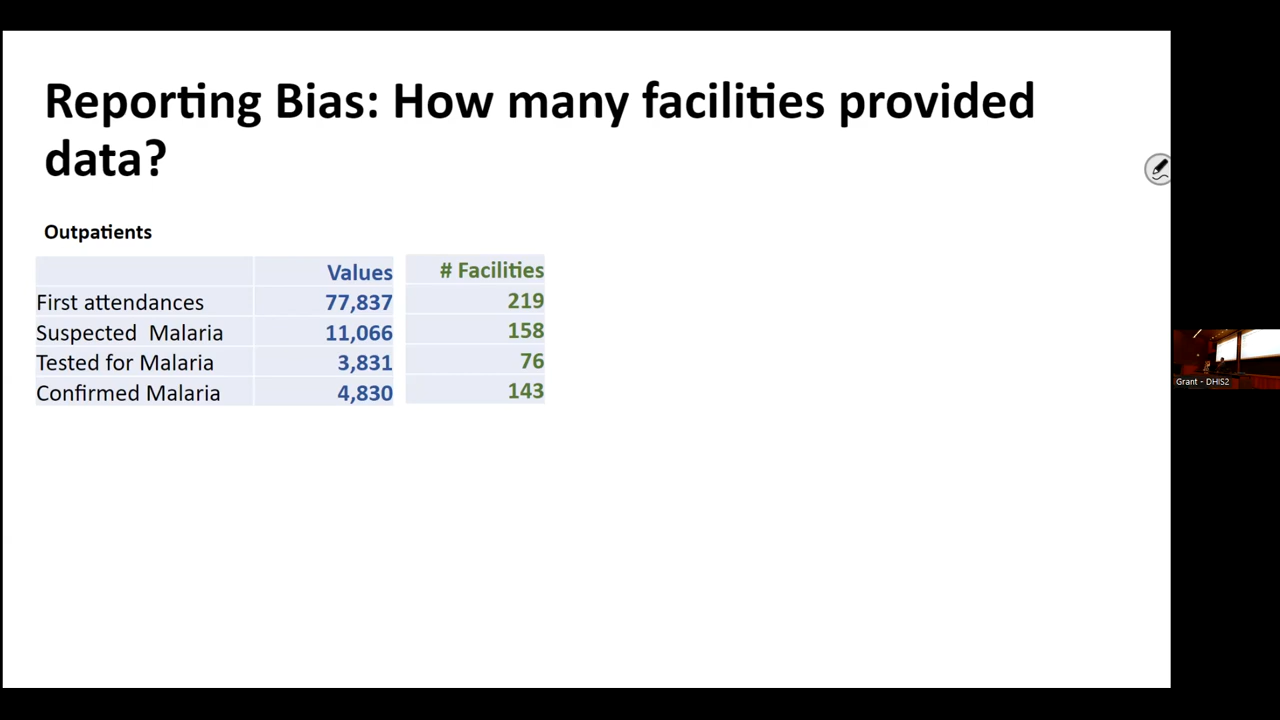 Reporting Bias: How many facilities provided
data?
Outpatients
Values # Facilities
First attendances 77,837 219
Suspected Malaria 11,066 158
Tested for Malaria 3,831 76
Confirmed Malaria 4,830 143
Grant - DHIS2